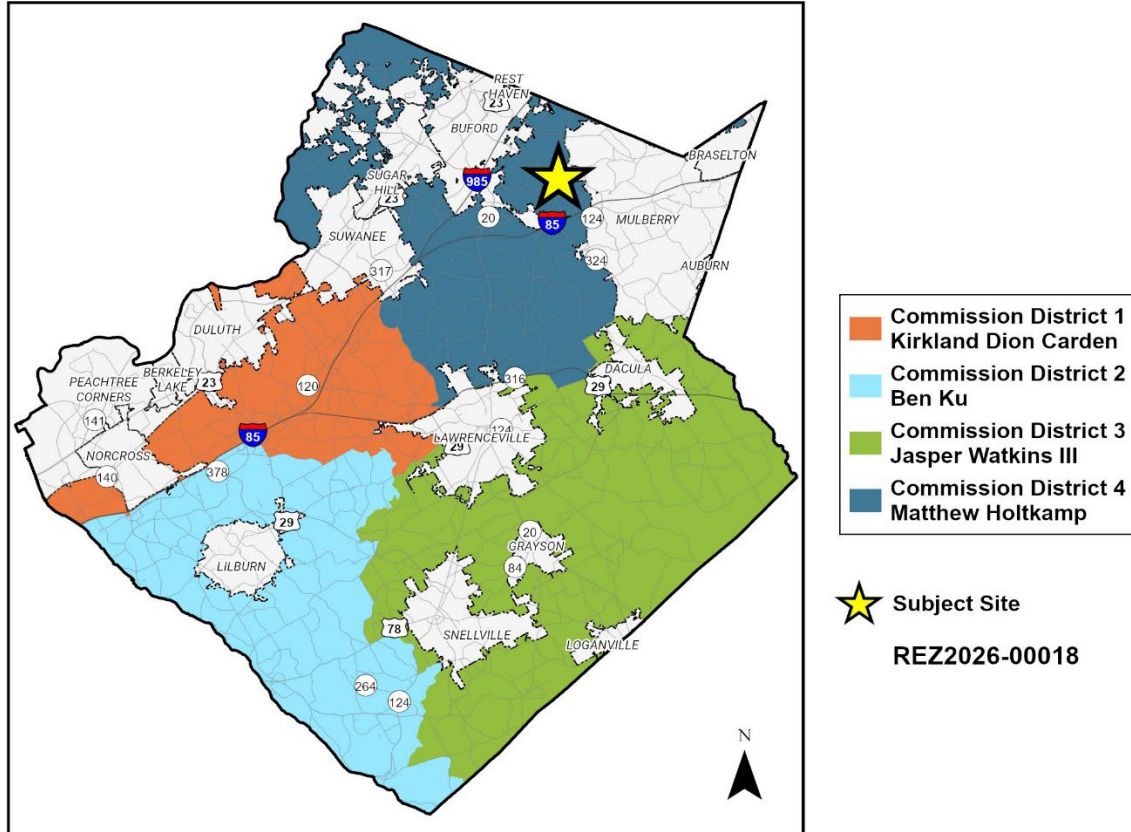 REST
HAVEN
23
BUFORD
BRASELTON
SUGAR
HILL
23
985
20
85
124
MULBERRY
SUWANEE
324
AUBURN
317
DULUTH
BERKELEY
LAKE
23
PEACHTREE
CORNERS
141
120
316
29
DACULA
124
LAWRENCEVILLE
29
85
NORCROSS
140
378
29
20
GRAYSON
84
LILBURN
78
SNELLVILLE
LOGANVILLE
264
124
N
Commission District 1
Kirkland Dion Carden
Commission District 2
Ben Ku
Commission District 3
Jasper Watkins III
Commission District 4
Matthew Holtkamp
Subject Site
REZ2026-00018